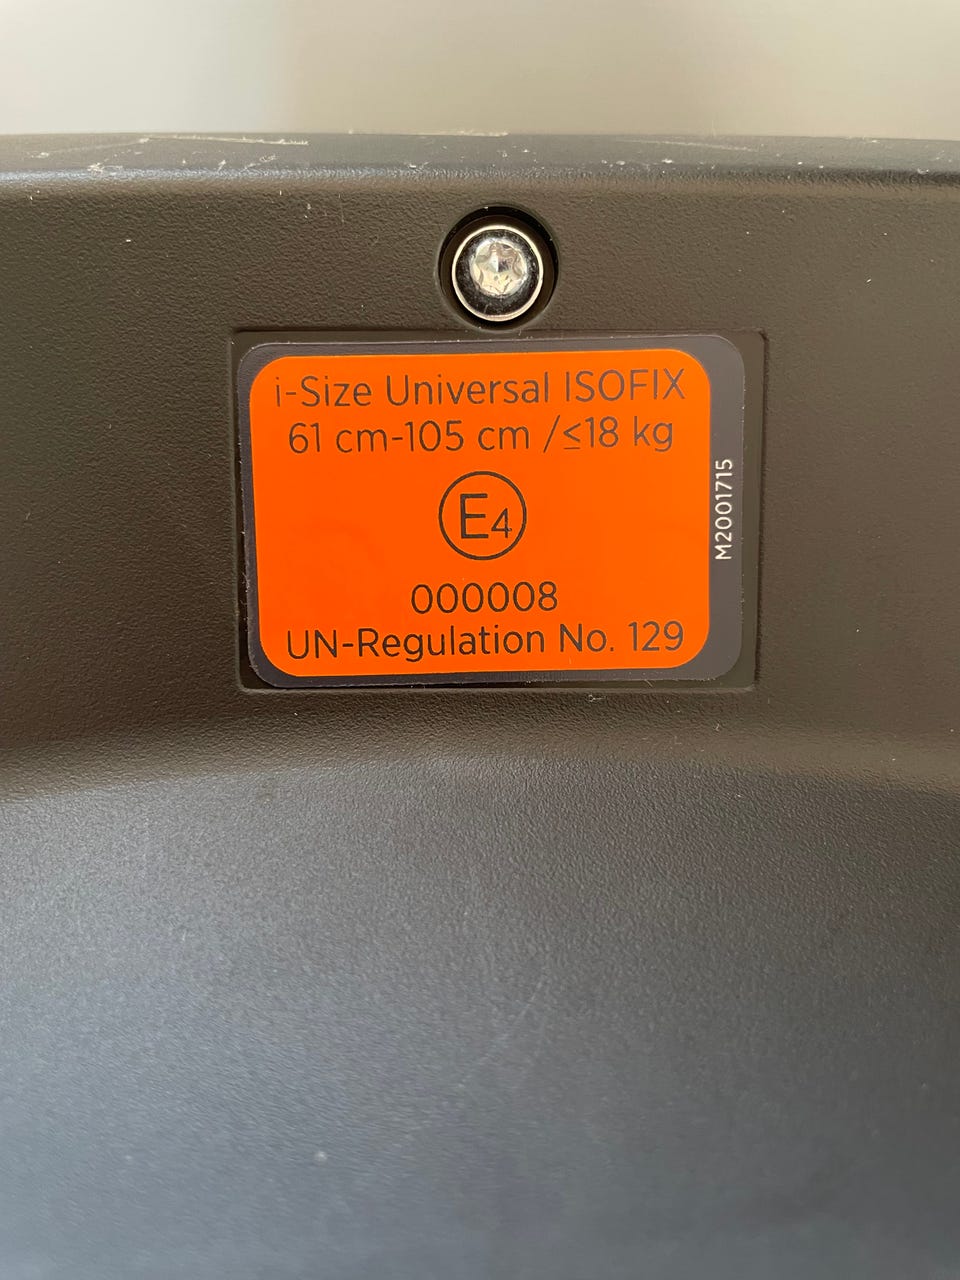 i-Size Universal ISOFIX
61 cm-105 cm /≤18 kg
E4
000008
UN-Regulation No. 129
M2001715